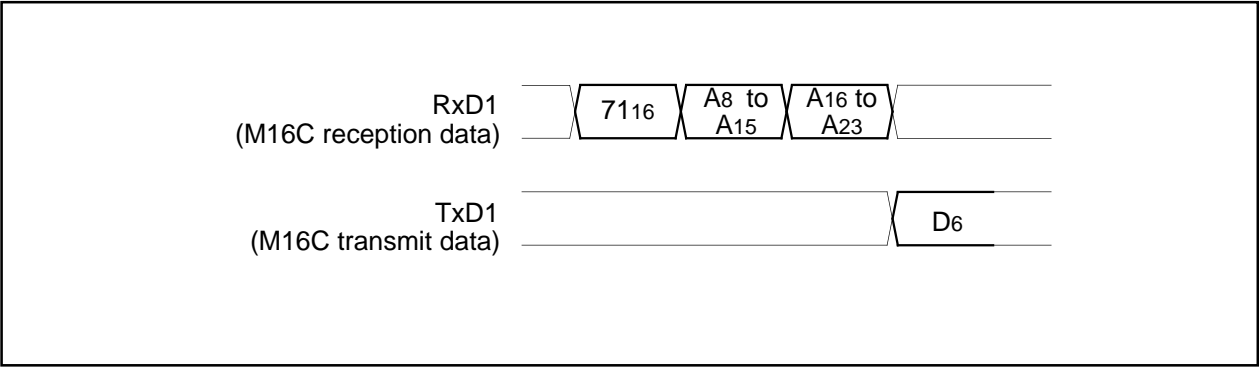 RxD1
(M16C reception data)
7116
A8 to
A15
A16 to
A23
TxD1
(M16C transmit data)
D6